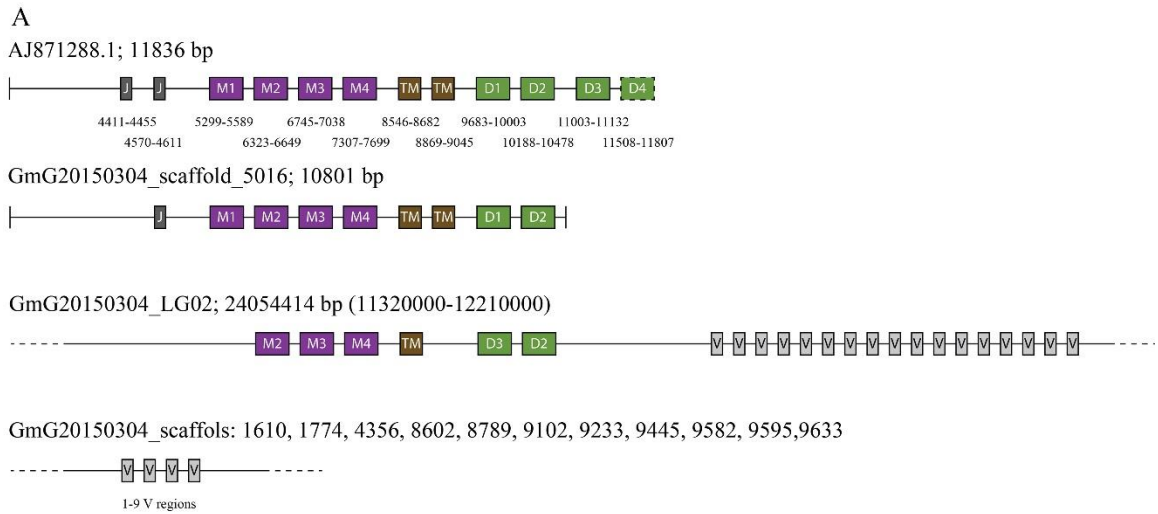 A
AJ871288.1; 11836 bp
J J M1 M2 M3 M4 TM TM D1 D2 D3 D4
4411-4455 5299-5589 6745-7038 8546-8682 9683-10003 11003-11132
4570-4611 6323-6649 7307-7699 8869-9045 10188-10478 11508-11807
GmG20150304_scaffold_5016; 10801 bp
J M1 M2 M3 M4 TM TM D1 D2
GmG20150304_LG02; 24054414 bp (11320000-12210000)
M2 M3 M4 TM D3 D2 V V V V V V V V V V V V V V V V V
GmG20150304_scaffols: 1610, 1774, 4356, 8602, 8789, 9102, 9233, 9445, 9582, 9595,9633
V V V V
1-9 V regions